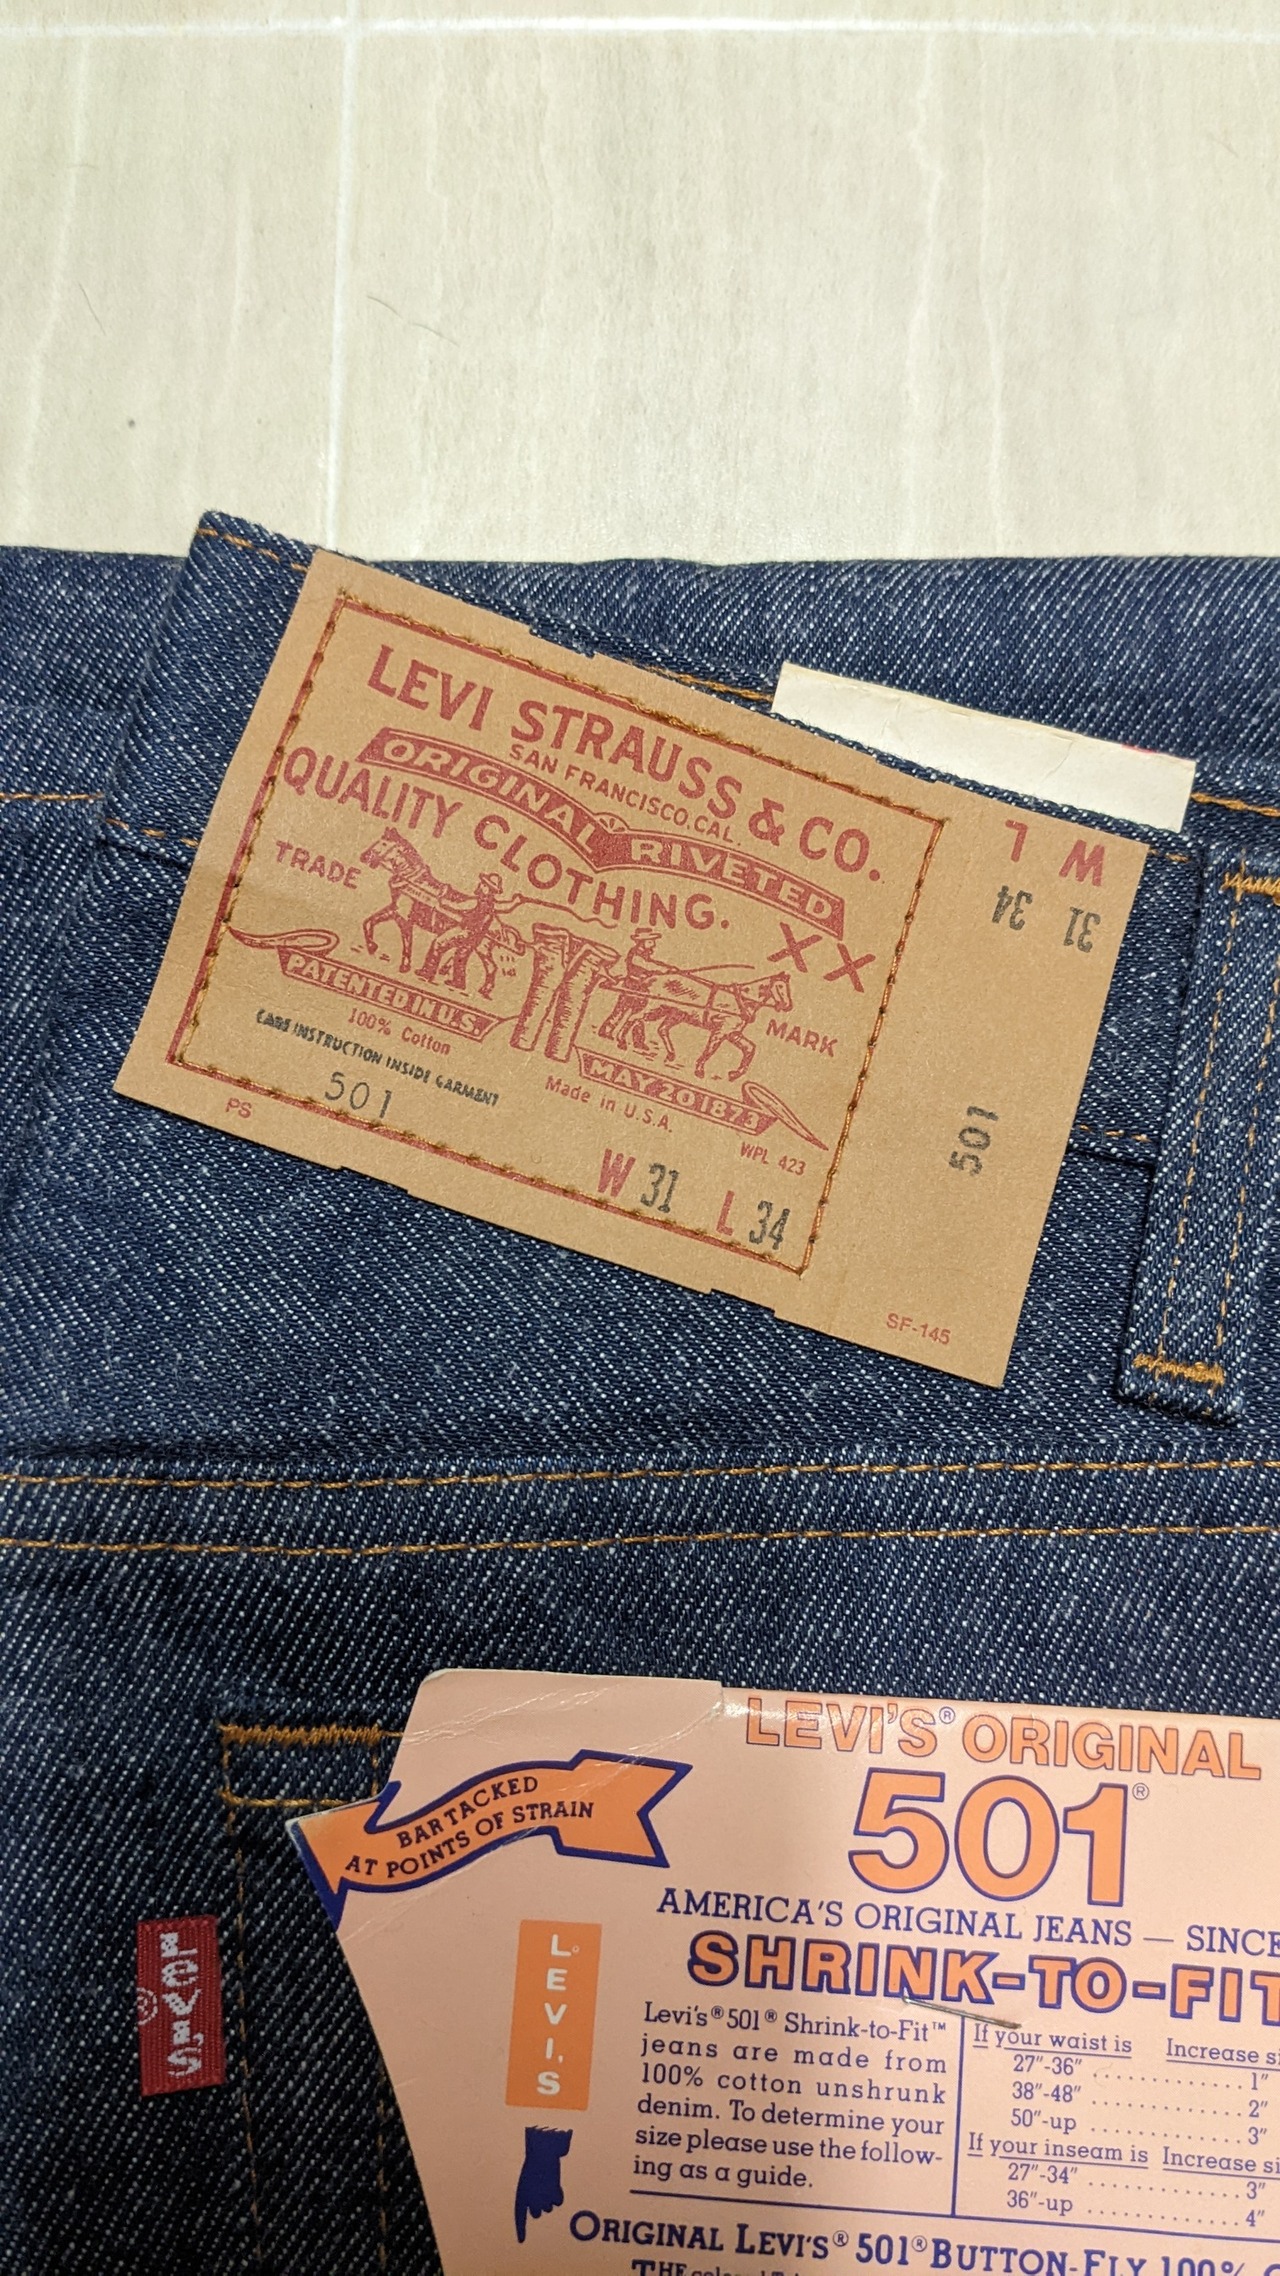 LEVI STRAUSS & CO.
SAN FRANCISCO, CAL.
ORIGINAL RIVETED
QUALITY CLOTHING.
TRADE
XX
MARK
PATENTED IN U.S.
MAY 20 1873
100% Cotton
CARE INSTRUCTION INSIDE GARMENT
Made in U.S.A.
501
WPL 423
PS
W 31 L 34
W L
31 34
501
SF-145
LEVI'S®
LEVI'S® ORIGINAL
501®
BARTACKED
AT POINTS OF STRAIN
AMERICA'S ORIGINAL JEANS — SINCE
SHRINK-TO-FIT
LEVI'S
Levi's® 501® Shrink-to-Fit™
jeans are made from
100% cotton unshrunk
denim. To determine your
size please use the follow-
ing as a guide.
If your waist is Increase si
27"-36" ............ 1"
38"-48" ............ 2"
50"-up ............ 3"
If your inseam is Increase si
27"-34" ............ 3"
36"-up ............ 4"
ORIGINAL LEVI'S® 501® BUTTON-FLY 100%
THE